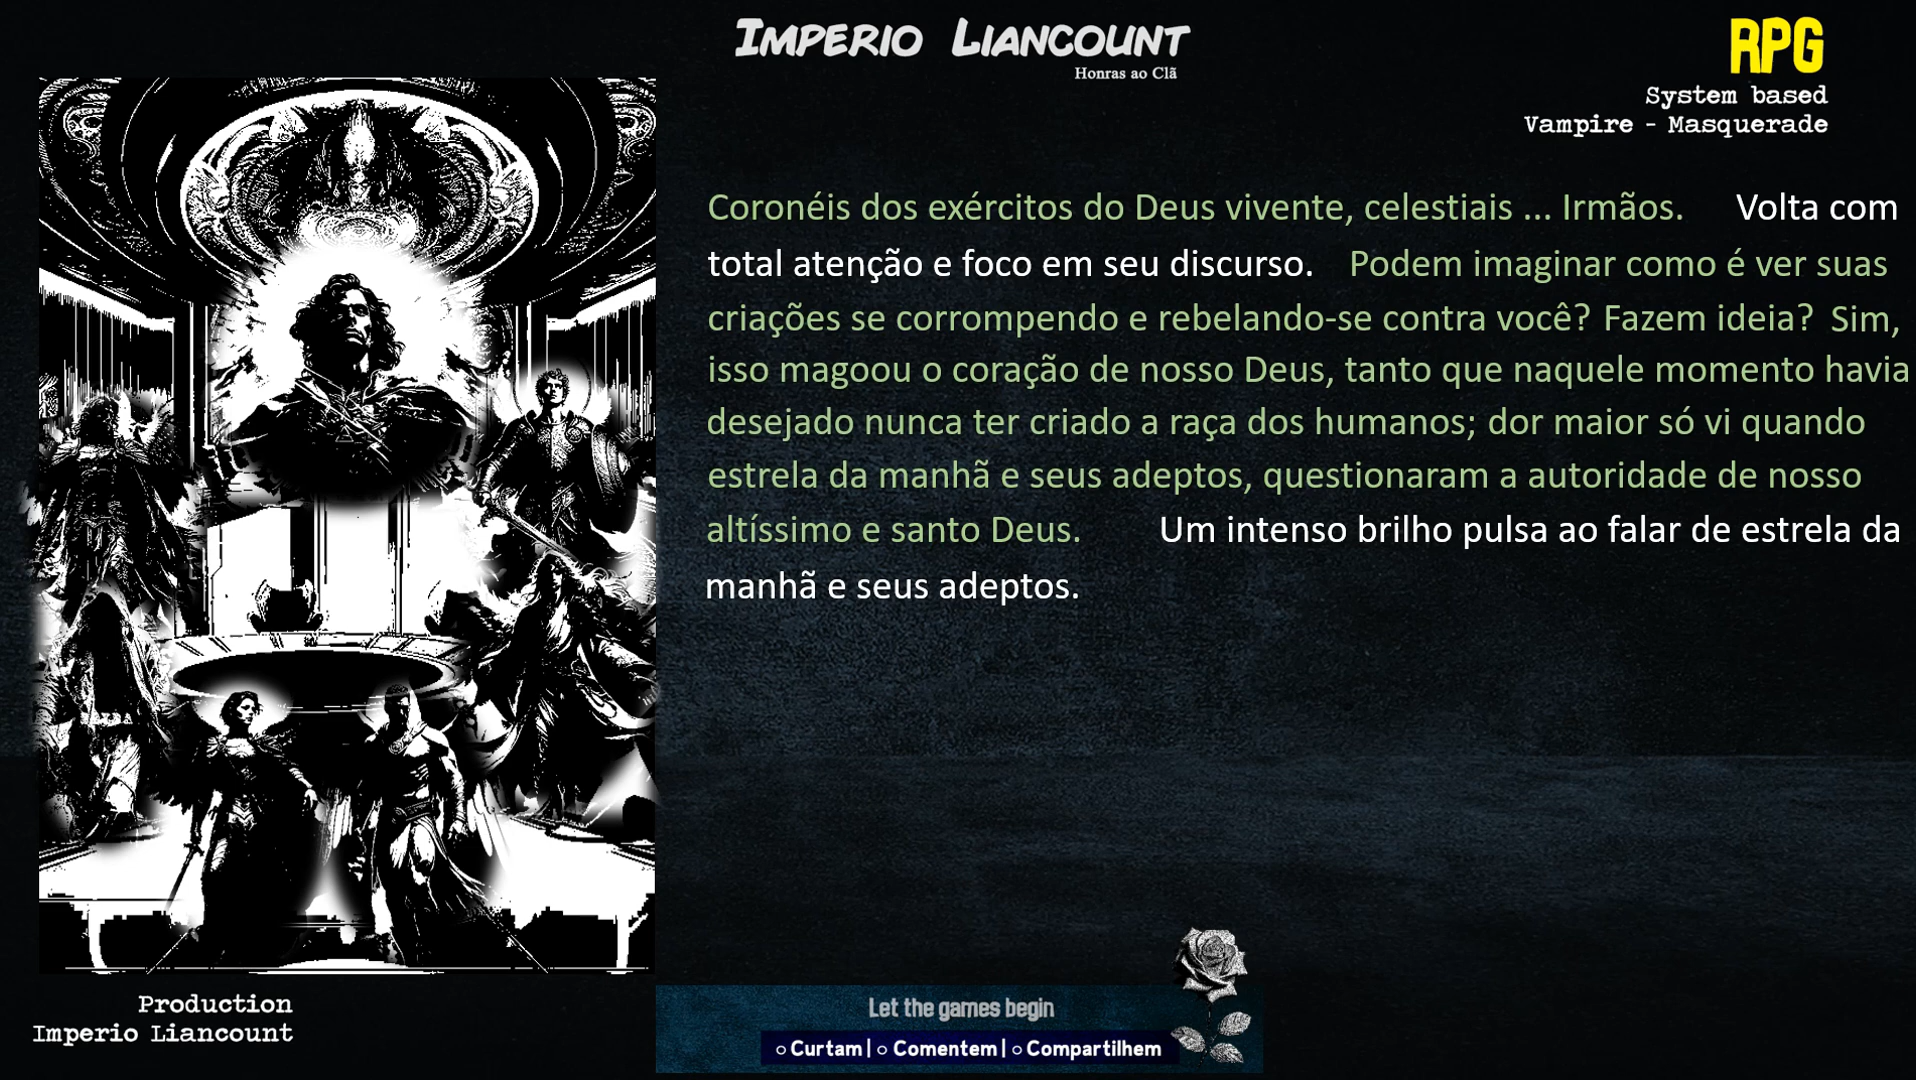 Imperio Liancount
Honras ao Clã
RPG
System based
Vampire - Masquerade
Coronéis dos exércitos do Deus vivente, celestiais ... Irmãos. Volta com
total atenção e foco em seu discurso. Podem imaginar como é ver suas
criações se corrompendo e rebelando-se contra você? Fazem ideia? Sim,
isso magoou o coração de nosso Deus, tanto que naquele momento havia
desejado nunca ter criado a raça dos humanos; dor maior só vi quando
estrela da manhã e seus adeptos, questionaram a autoridade de nosso
altíssimo e santo Deus. Um intenso brilho pulsa ao falar de estrela da
manhã e seus adeptos.
Production
Imperio Liancount
Let the games begin
o Curtam | o Comentem | o Compartilhem